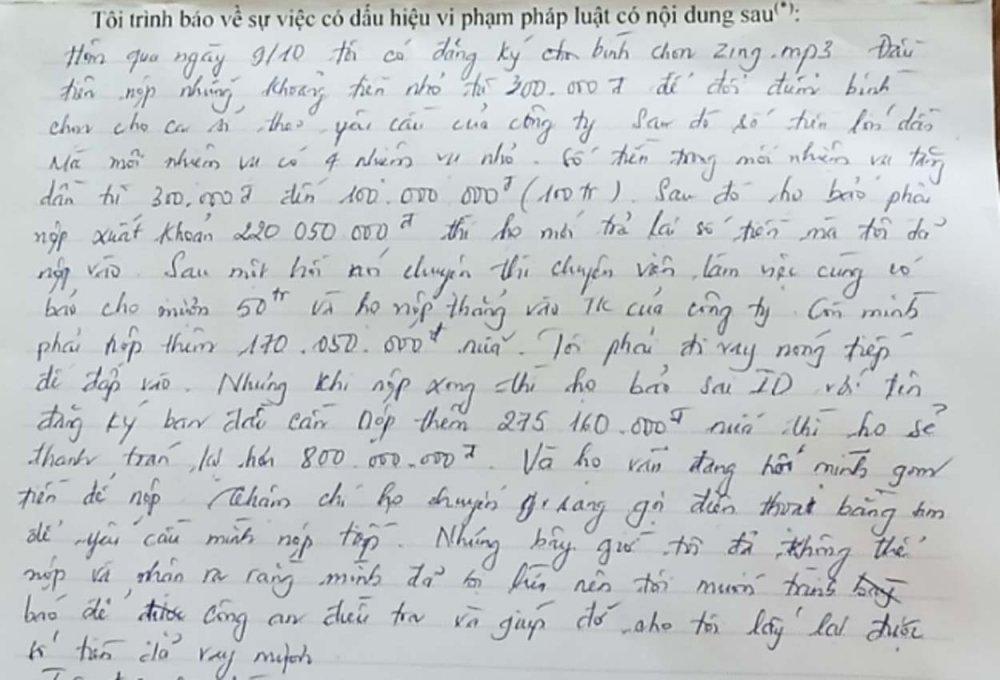 Tôi trình báo về sự việc có dấu hiệu vi phạm pháp luật có nội dung sau(*):
Hôm qua ngày 9/10 tôi có đăng ký bình chọn Zing.mp3 Đầu
tiên nộp những khoảng tiền nhỏ từ 300.000đ để đổi điểm bình
chọn cho ca sĩ theo yêu cầu của công ty Sau đó số tiền lớn dần
Mà mỗi nhiệm vụ có 4 nhiệm vụ nhỏ. Số tiền trong mỗi nhiệm vụ tăng
dần từ 300.000đ đến 100.000 000đ (100tr). Sau đó họ bảo phải
nộp xuất khoản 220 050 000đ thì họ mới trả lại số tiền mà tôi đã
nộp vào. Sau một hồi nói chuyện thì chuyên viên làm việc cũng có
báo cho mượn 50tr và họ nộp thẳng vào TK của công ty. Còn mình
phải nộp thêm 170.050.000đ nữa. Tôi phải đi vay nóng tiếp
để đắp vào. Nhưng khi nộp xong thì họ bảo sai ID với tên
đăng ký ban đầu cần nộp thêm 275 160.000đ nữa thì họ sẽ
thanh toán lại hơn 800.000.000đ. Và họ vẫn đang hối mình gom
tiền để nộp. Thậm chí họ chuyển sang gọi điện thoại bằng
để yêu cầu mình nộp tiếp. Nhưng bây giờ tôi đã không thể
nộp và nhận ra rằng mình đã bị lừa nên tôi muốn trình
báo để công an điều tra và giúp đỡ cho tôi lấy lại được
số tiền đã vay mượn